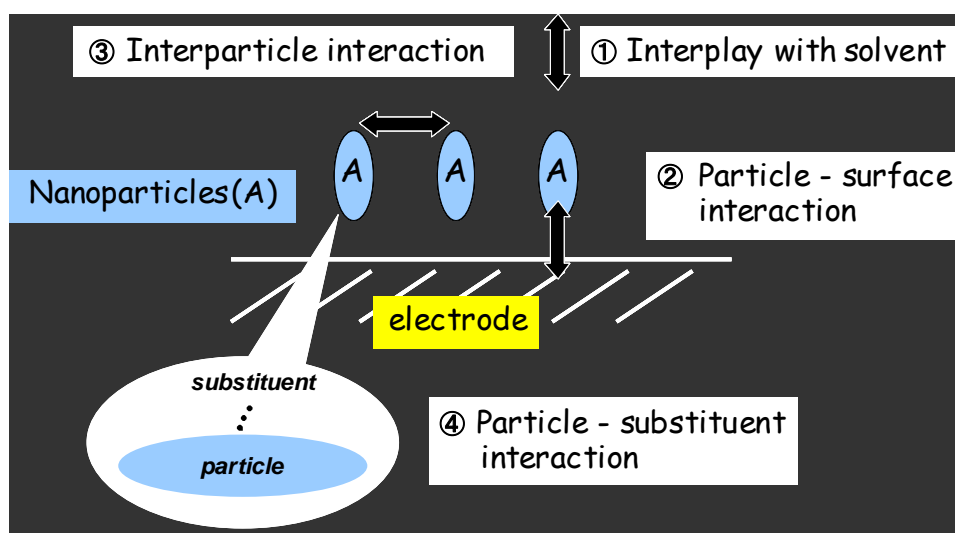 ③ Interparticle interaction
① Interplay with solvent
A
A
A
Nanoparticles(A)
② Particle - surface
interaction
electrode
substituent
particle
④ Particle - substituent
interaction